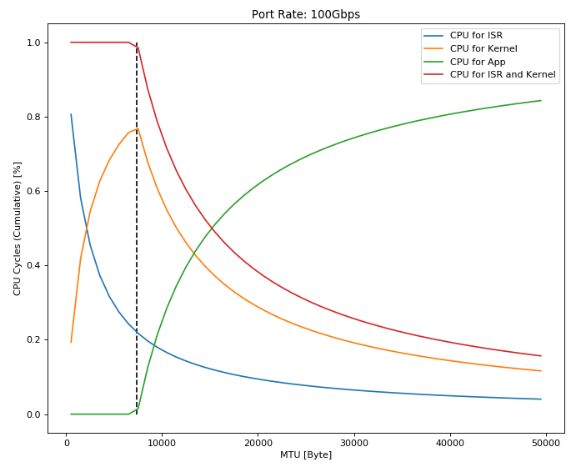 Port Rate: 100Gbps
CPU for ISR
CPU for Kernel
CPU for App
CPU for ISR and Kernel
CPU Cycles (Cumulative) [%]
1.0
0.8
0.6
0.4
0.2
0.0
0
10000
20000
30000
40000
50000
MTU [Byte]